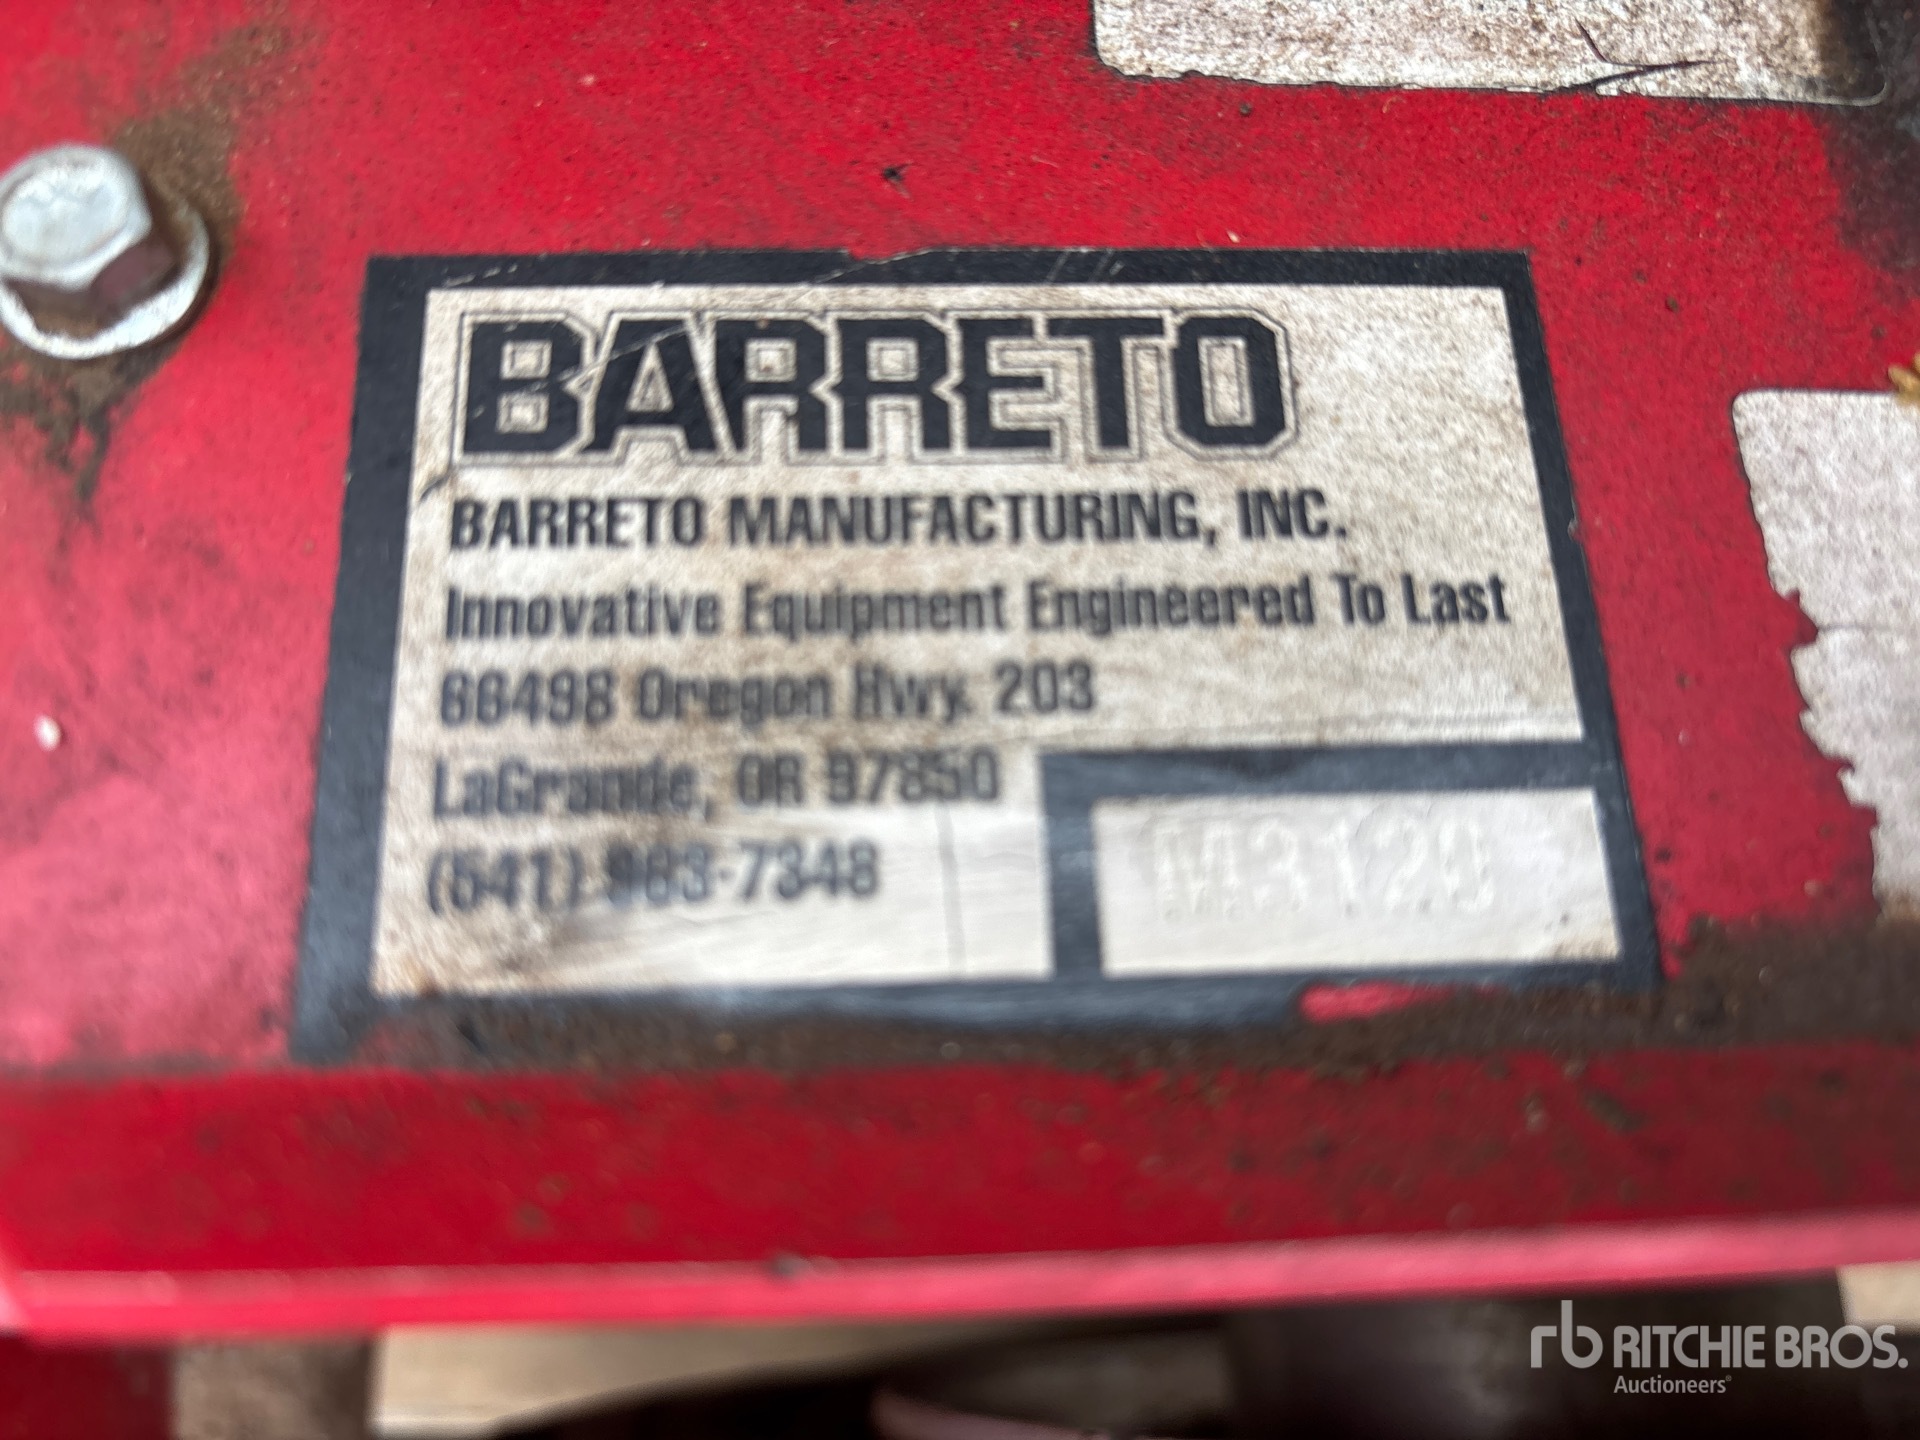 BARRETO
BARRETO MANUFACTURING, INC.
Innovative Equipment Engineered To Last
66498 Oregon Hwy. 203
LaGrande, OR 97850
(541) 963-7348
rb RITCHIE BROS.
Auctioneers®